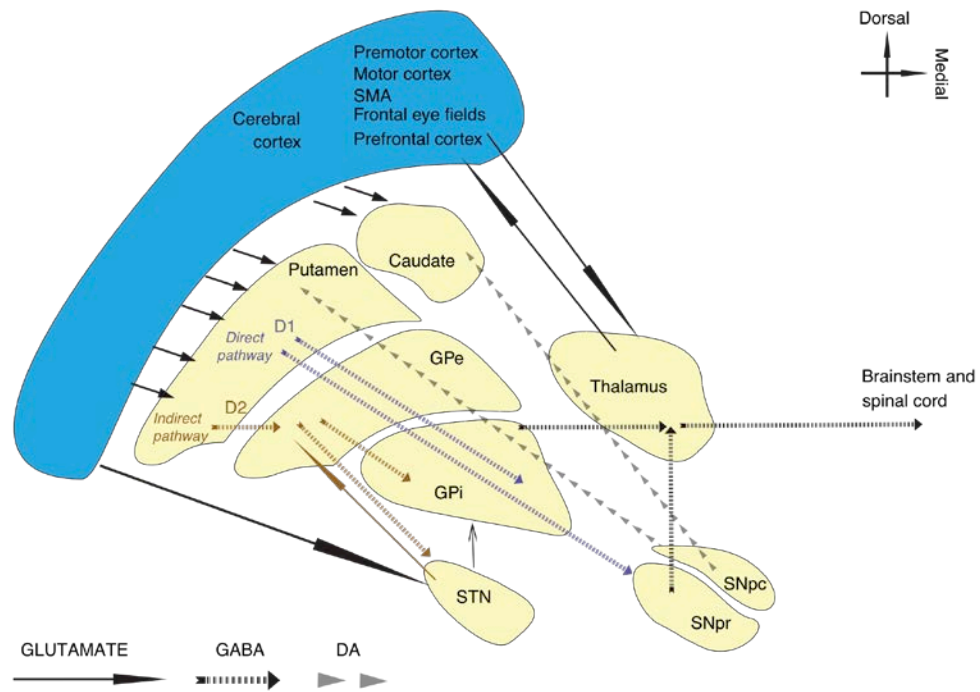 Dorsal
Medial
Premotor cortex
Motor cortex
SMA
Frontal eye fields
Prefrontal cortex
Cerebral
cortex
Caudate
Putamen
D1
Direct
pathway
GPe
Thalamus
Brainstem and
spinal cord
D2
Indirect
pathway
GPi
STN
SNpc
SNpr
GLUTAMATE
GABA
DA